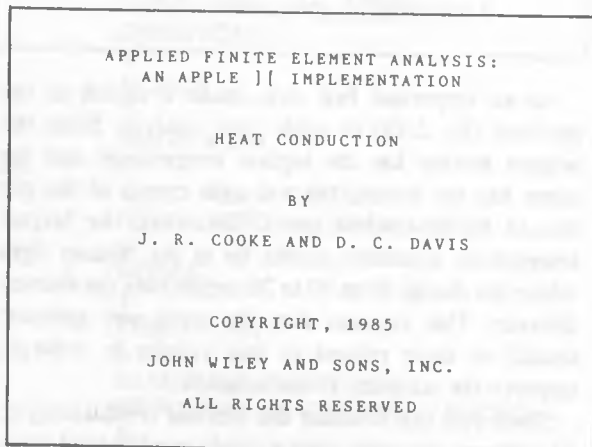 APPLIED FINITE ELEMENT ANALYSIS:
AN APPLE ][ IMPLEMENTATION
HEAT CONDUCTION
BY
J. R. COOKE AND D. C. DAVIS
COPYRIGHT, 1985
JOHN WILEY AND SONS, INC.
ALL RIGHTS RESERVED